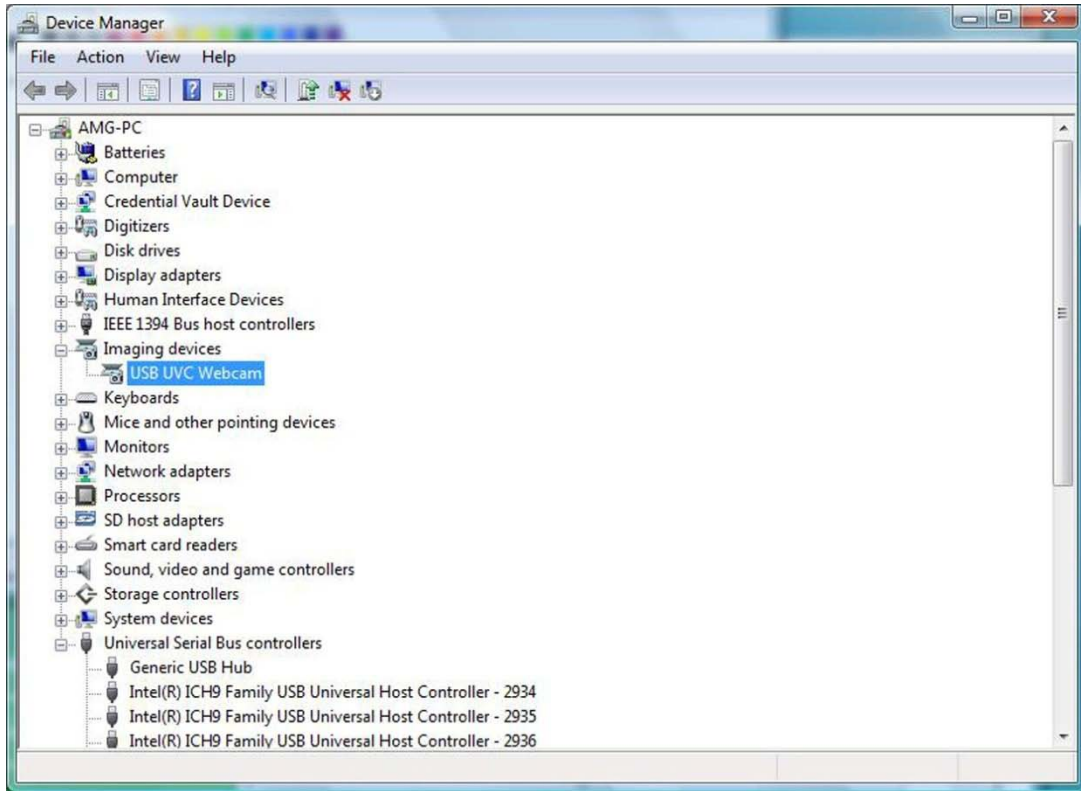 Device Manager
File Action View Help
AMG-PC
Batteries
Computer
Credential Vault Device
Digitizers
Disk drives
Display adapters
Human Interface Devices
IEEE 1394 Bus host controllers
Imaging devices
USB UVC Webcam
Keyboards
Mice and other pointing devices
Monitors
Network adapters
Processors
SD host adapters
Smart card readers
Sound, video and game controllers
Storage controllers
System devices
Universal Serial Bus controllers
Generic USB Hub
Intel(R) ICH9 Family USB Universal Host Controller - 2934
Intel(R) ICH9 Family USB Universal Host Controller - 2935
Intel(R) ICH9 Family USB Universal Host Controller - 2936